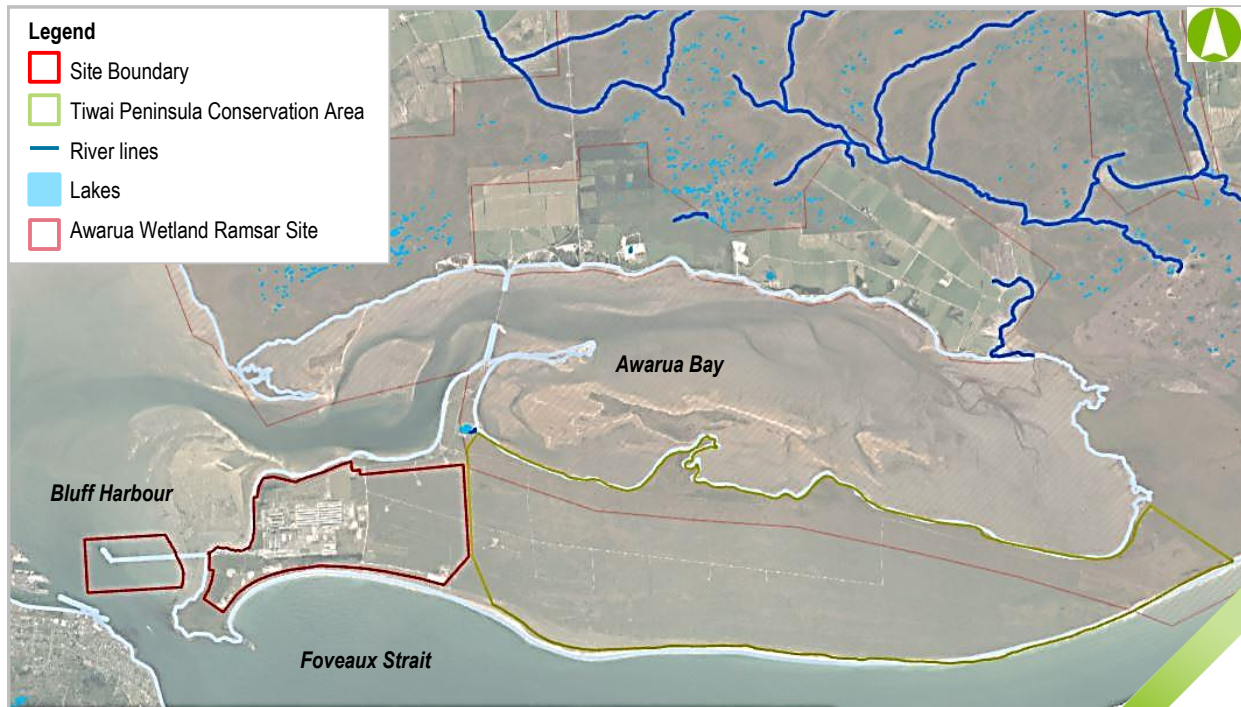 Legend
Site Boundary
Tiwai Peninsula Conservation Area
River lines
Lakes
Awarua Wetland Ramsar Site
Awarua Bay
Bluff Harbour
Foveaux Strait